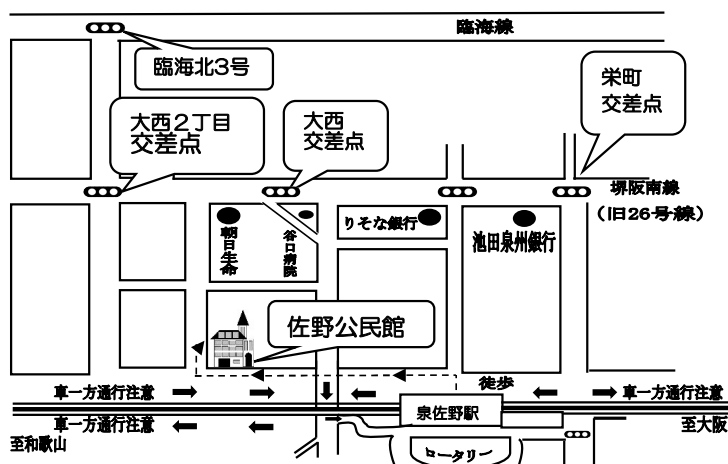 臨海線
臨海北3号
栄町
交差点
大西2丁目
交差点
大西
交差点
堺阪南線
（旧26号線）
りそな銀行
池田泉州銀行
朝日生命
谷口病院
佐野公民館
徒歩
車一方通行注意
車一方通行注意
泉佐野駅
車一方通行注意
至大阪
至和歌山
ロータリー